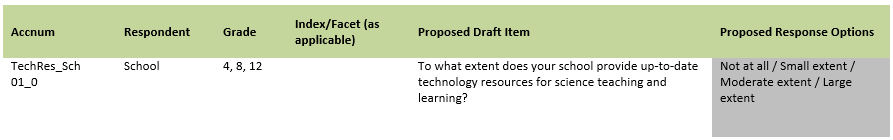 Accnum
Respondent
Grade
Index/Facet (as
applicable)
Proposed Draft Item
Proposed Response Options
TechRes_Sch
01_0
School
4, 8, 12
To what extent does your school provide up-to-date
technology resources for science teaching and
learning?
Not at all / Small extent /
Moderate extent / Large
extent